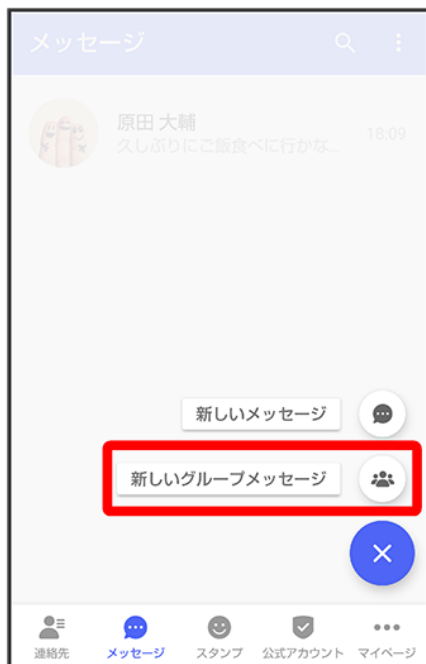 メッセージ
原田 大輔
久しぶりにご飯食べに行かな...
18:09
新しいメッセージ
新しいグループメッセージ
連絡先
メッセージ
スタンプ
公式アカウント
マイページ